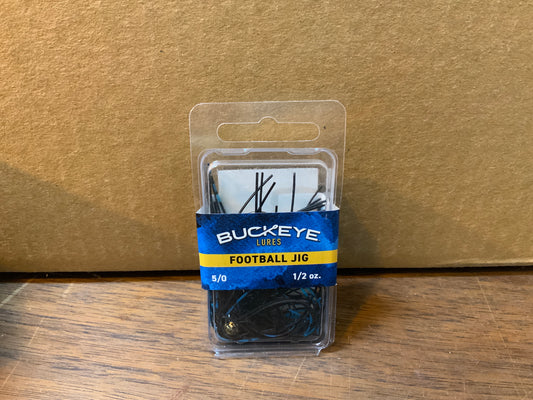 BUCKEYE
LURES
FOOTBALL JIG
5/0 1/2 oz.